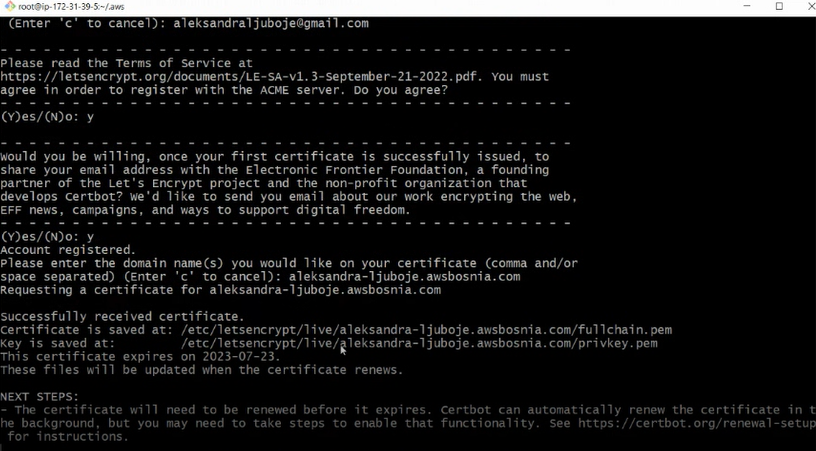 root@ip-172-31-39-5:~/.aws
(Enter 'c' to cancel): aleksandraljuboje@gmail.com
- - - - - - - - - - - - - - - - - - - - - - - - - - - - - - - - - - - - - - - -
Please read the Terms of Service at
https://letsencrypt.org/documents/LE-SA-v1.3-September-21-2022.pdf. You must
agree in order to register with the ACME server. Do you agree?
- - - - - - - - - - - - - - - - - - - - - - - - - - - - - - - - - - - - - - - -
(Y)es/(N)o: y
- - - - - - - - - - - - - - - - - - - - - - - - - - - - - - - - - - - - - - - -
Would you be willing, once your first certificate is successfully issued, to
share your email address with the Electronic Frontier Foundation, a founding
partner of the Let's Encrypt project and the non-profit organization that
develops Certbot? We'd like to send you email about our work encrypting the web,
EFF news, campaigns, and ways to support digital freedom.
- - - - - - - - - - - - - - - - - - - - - - - - - - - - - - - - - - - - - - - -
(Y)es/(N)o: y
Account registered.
Please enter the domain name(s) you would like on your certificate (comma and/or
space separated) (Enter 'c' to cancel): aleksandra-ljuboje.awsbosnia.com
Requesting a certificate for aleksandra-ljuboje.awsbosnia.com
Successfully received certificate.
Certificate is saved at: /etc/letsencrypt/live/aleksandra-ljuboje.awsbosnia.com/fullchain.pem
Key is saved at: /etc/letsencrypt/live/aleksandra-ljuboje.awsbosnia.com/privkey.pem
This certificate expires on 2023-07-23.
These files will be updated when the certificate renews.
NEXT STEPS:
- The certificate will need to be renewed before it expires. Certbot can automatically renew the certificate in t
he background, but you may need to take steps to enable that functionality. See https://certbot.org/renewal-setup
for instructions.